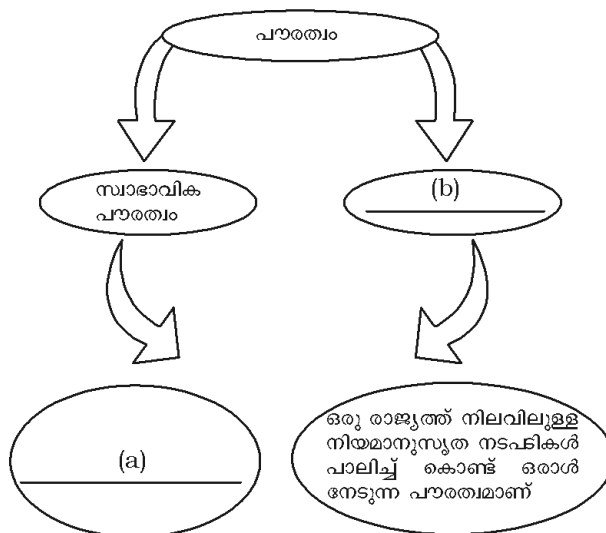 പൗരത്വം
സ്വാഭാവിക
പൗരത്വം
(b)
(a)
ഒരു രാജ്യത്ത് നിലവിലുള്ള
നിയമാനുസൃത നടപടികൾ
പാലിച്ച് കൊണ്ട് ഒരാൾ
നേടുന്ന പൗരത്വമാണ്